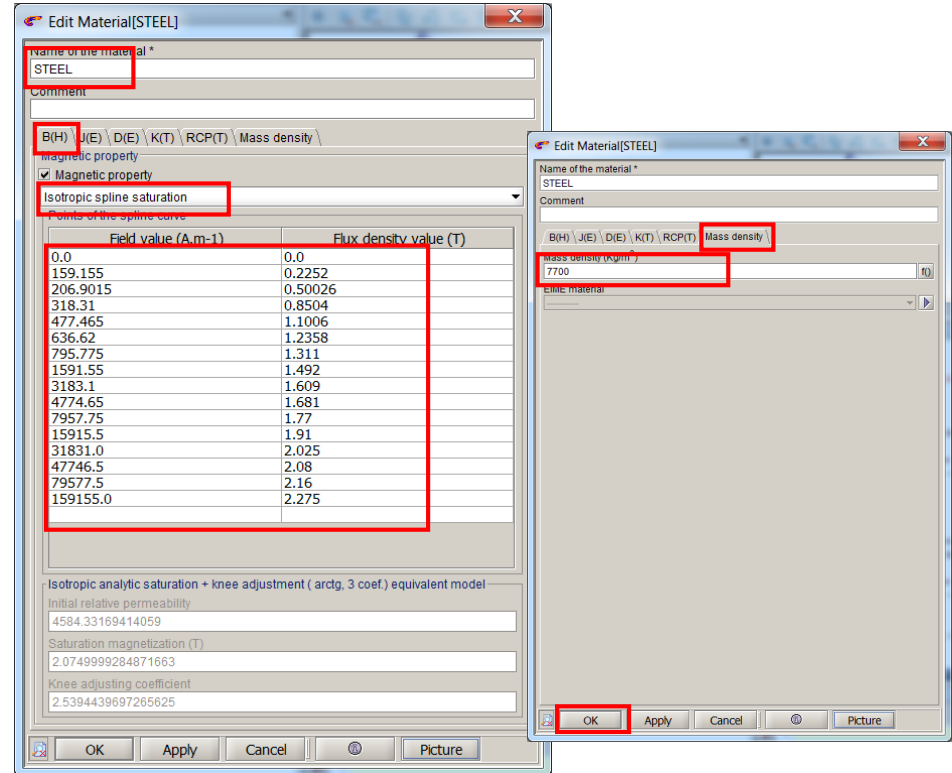 Edit Material[STEEL]
X
Name of the material *
STEEL
Comment
B(H) J(E) D(E) K(T) RCP(T) Mass density
Magnetic property
Magnetic property
Isotropic spline saturation
Points of the spline curve
Field value (A.m-1) Flux density value (T)
0.0 0.0
159.155 0.2252
206.9015 0.50026
318.31 0.8504
477.465 1.1006
636.62 1.2358
795.775 1.311
1591.55 1.492
3183.1 1.609
4774.65 1.681
7957.75 1.77
15915.5 1.91
31831.0 2.025
47746.5 2.08
79577.5 2.16
159155.0 2.275
Isotropic analytic saturation + knee adjustment ( arctg, 3 coef.) equivalent model
Initial relative permeability
4584.33169414059
Saturation magnetization (T)
2.0749999284871663
Knee adjusting coefficient
2.5394439697265625
OK Apply Cancel Picture
Edit Material[STEEL]
X
Name of the material *
STEEL
Comment
B(H) J(E) D(E) K(T) RCP(T) Mass density
Mass density (Kg/m³)
7700 f()
EIME material
OK Apply Cancel Picture